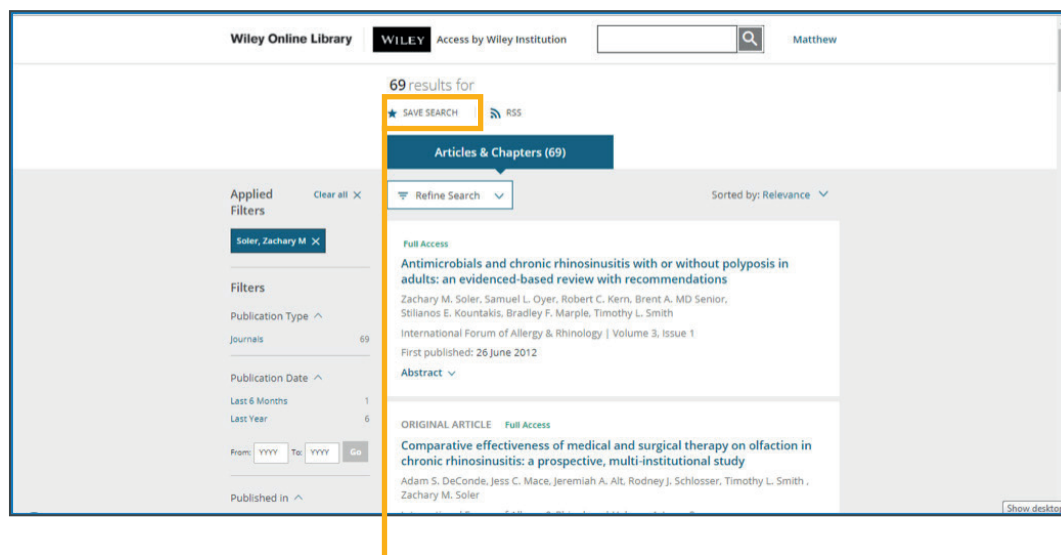 Wiley Online Library WILEY Access by Wiley Institution Matthew
69 results for
SAVE SEARCH RSS
Articles & Chapters (69)
Applied Filters Clear all X
Soler, Zachary M X
Filters
Publication Type
Journals 69
Publication Date
Last 6 Months 1
Last Year 6
From: YYYY To: YYYY Go
Published in
Refine Search
Sorted by: Relevance
Full Access
Antimicrobials and chronic rhinosinusitis with or without polyposis in
adults: an evidenced-based review with recommendations
Zachary M. Soler, Samuel L. Oyer, Robert C. Kern, Brent A. MD Senior,
Stilianos E. Kountakis, Bradley F. Marple, Timothy L. Smith
International Forum of Allergy & Rhinology | Volume 3, Issue 1
First published: 26 June 2012
Abstract
ORIGINAL ARTICLE Full Access
Comparative effectiveness of medical and surgical therapy on olfaction in
chronic rhinosinusitis: a prospective, multi-institutional study
Adam S. DeConde, Jess C. Mace, Jeremiah A. Alt, Rodney J. Schlosser, Timothy L. Smith ,
Zachary M. Soler
Show desktop